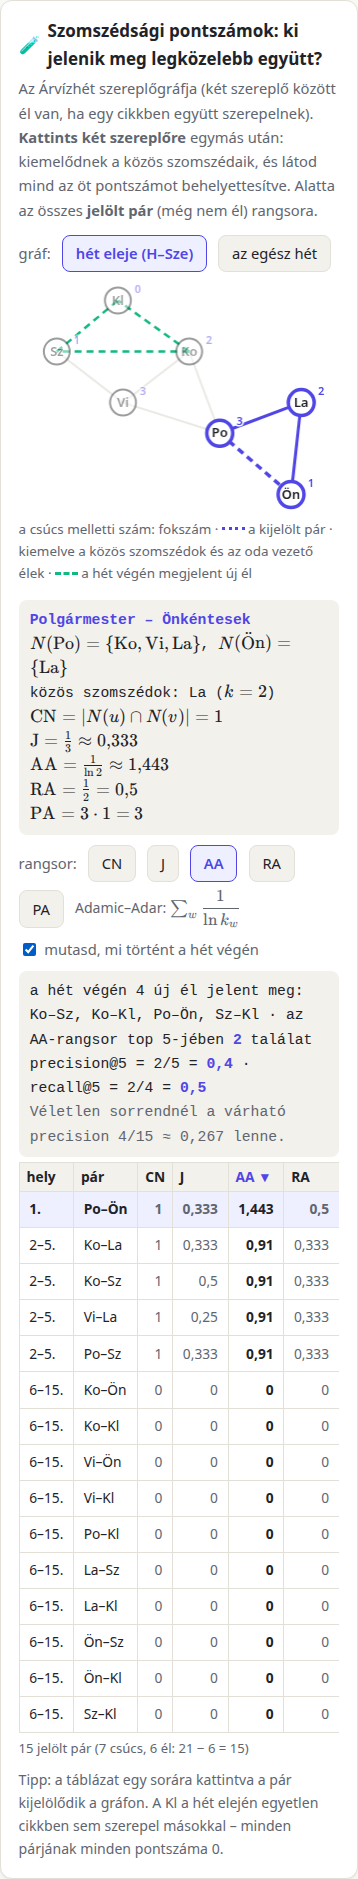 🧪 Szomszédsági pontszámok: ki
jelenik meg legközelebb együtt?
Az Árvízhét szereplőgráfja (két szereplő között
él van, ha egy cikkben együtt szerepelnek).
Kattints két szereplőre egymás után:
kiemelődnek a közös szomszédaik, és látod
mind az öt pontszámot behelyettesítve. Alatta
az összes jelölt pár (még nem él) rangsora.
gráf: hét eleje (H–Sze) az egész hét
Kl 0
Sz 1
Ko 2
Vi 3
La 2
Po 3
Ön 1
a csúcs melletti szám: fokszám · a kijelölt pár ·
kiemelve a közös szomszédok és az oda vezető
élek · a hét végén megjelent új él
Polgármester – Önkéntesek
N(Po) = {Ko, Vi, La}, N(Ön) =
{La}
közös szomszédok: La (k = 2)
CN = |N(u) ∩ N(v)| = 1
J = 1/3 ≈ 0,333
AA = 1/ln 2 ≈ 1,443
RA = 1/2 = 0,5
PA = 3 · 1 = 3
rangsor: CN J AA RA
PA Adamic–Adar: ∑_w 1/ln k_w
mutasd, mi történt a hét végén
a hét végén 4 új él jelent meg:
Ko–Sz, Ko–Kl, Po–Ön, Sz–Kl · az
AA-rangsor top 5-jében 2 találat
precision@5 = 2/5 = 0,4 ·
recall@5 = 2/4 = 0,5
Véletlen sorrendnél a várható
precision 4/15 ≈ 0,267 lenne.
hely pár CN J AA ▼ RA
1. Po–Ön 1 0,333 1,443 0,5
2–5. Ko–La 1 0,333 0,91 0,333
2–5. Ko–Sz 1 0,5 0,91 0,333
2–5. Vi–La 1 0,25 0,91 0,333
2–5. Po–Sz 1 0,333 0,91 0,333
6–15. Ko–Ön 0 0 0 0
6–15. Ko–Kl 0 0 0 0
6–15. Vi–Ön 0 0 0 0
6–15. Vi–Kl 0 0 0 0
6–15. Po–Kl 0 0 0 0
6–15. La–Sz 0 0 0 0
6–15. La–Kl 0 0 0 0
6–15. Ön–Sz 0 0 0 0
6–15. Ön–Kl 0 0 0 0
6–15. Sz–Kl 0 0 0 0
15 jelölt pár (7 csúcs, 6 él: 21 − 6 = 15)
Tipp: a táblázat egy sorára kattintva a pár
kijelölődik a gráfon. A Kl a hét elején egyetlen
cikkben sem szerepel másokkal – minden
párjának minden pontszáma 0.